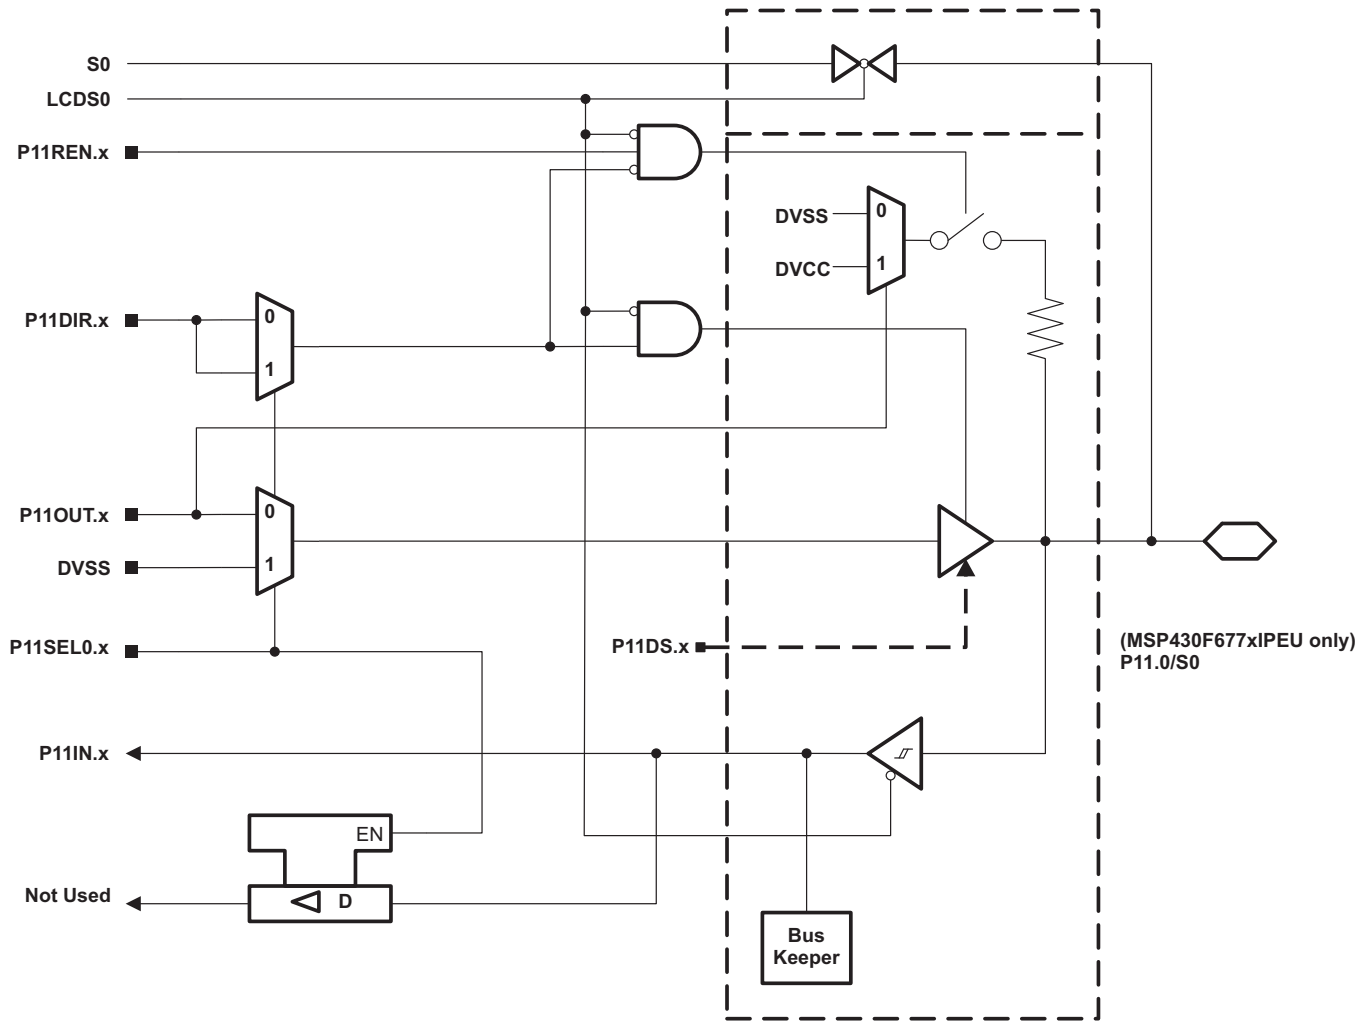 S0
LCDS0
P11REN.x
DVSS
0
DVCC
1
P11DIR.x
0
1
P11OUT.x
0
DVSS
1
P11SEL0.x
P11DS.x
(MSP430F677xIPEU only)
P11.0/S0
P11IN.x
EN
Not Used
D
Bus
Keeper